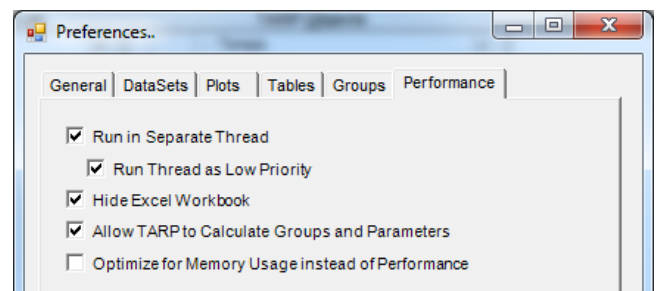 Preferences..
General DataSets Plots Tables Groups Performance
Run in Separate Thread
Run Thread as Low Priority
Hide Excel Workbook
Allow TARP to Calculate Groups and Parameters
Optimize for Memory Usage instead of Performance